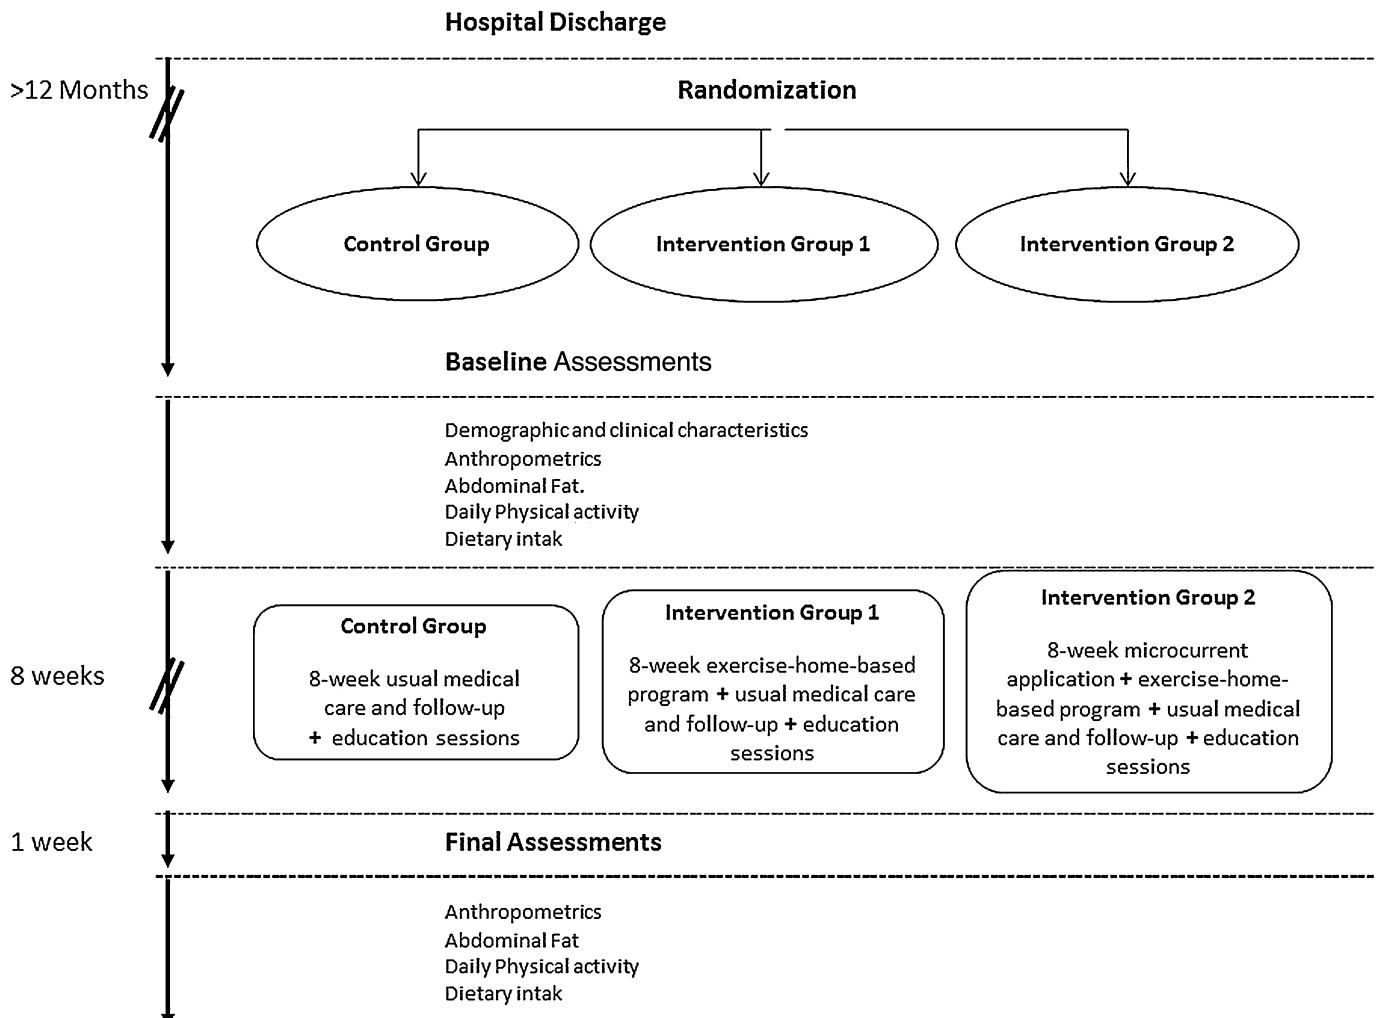 Hospital Discharge
>12 Months
Randomization
Control Group
Intervention Group 1
Intervention Group 2
Baseline Assessments
Demographic and clinical characteristics
Anthropometrics
Abdominal Fat.
Daily Physical activity
Dietary intak
8 weeks
Control Group
8-week usual medical
care and follow-up
+ education sessions
Intervention Group 1
8-week exercise-home-based
program + usual medical care
and follow-up + education
sessions
Intervention Group 2
8-week microcurrent
application + exercise-home-
based program + usual medical
care and follow-up + education
sessions
1 week
Final Assessments
Anthropometrics
Abdominal Fat
Daily Physical activity
Dietary intak